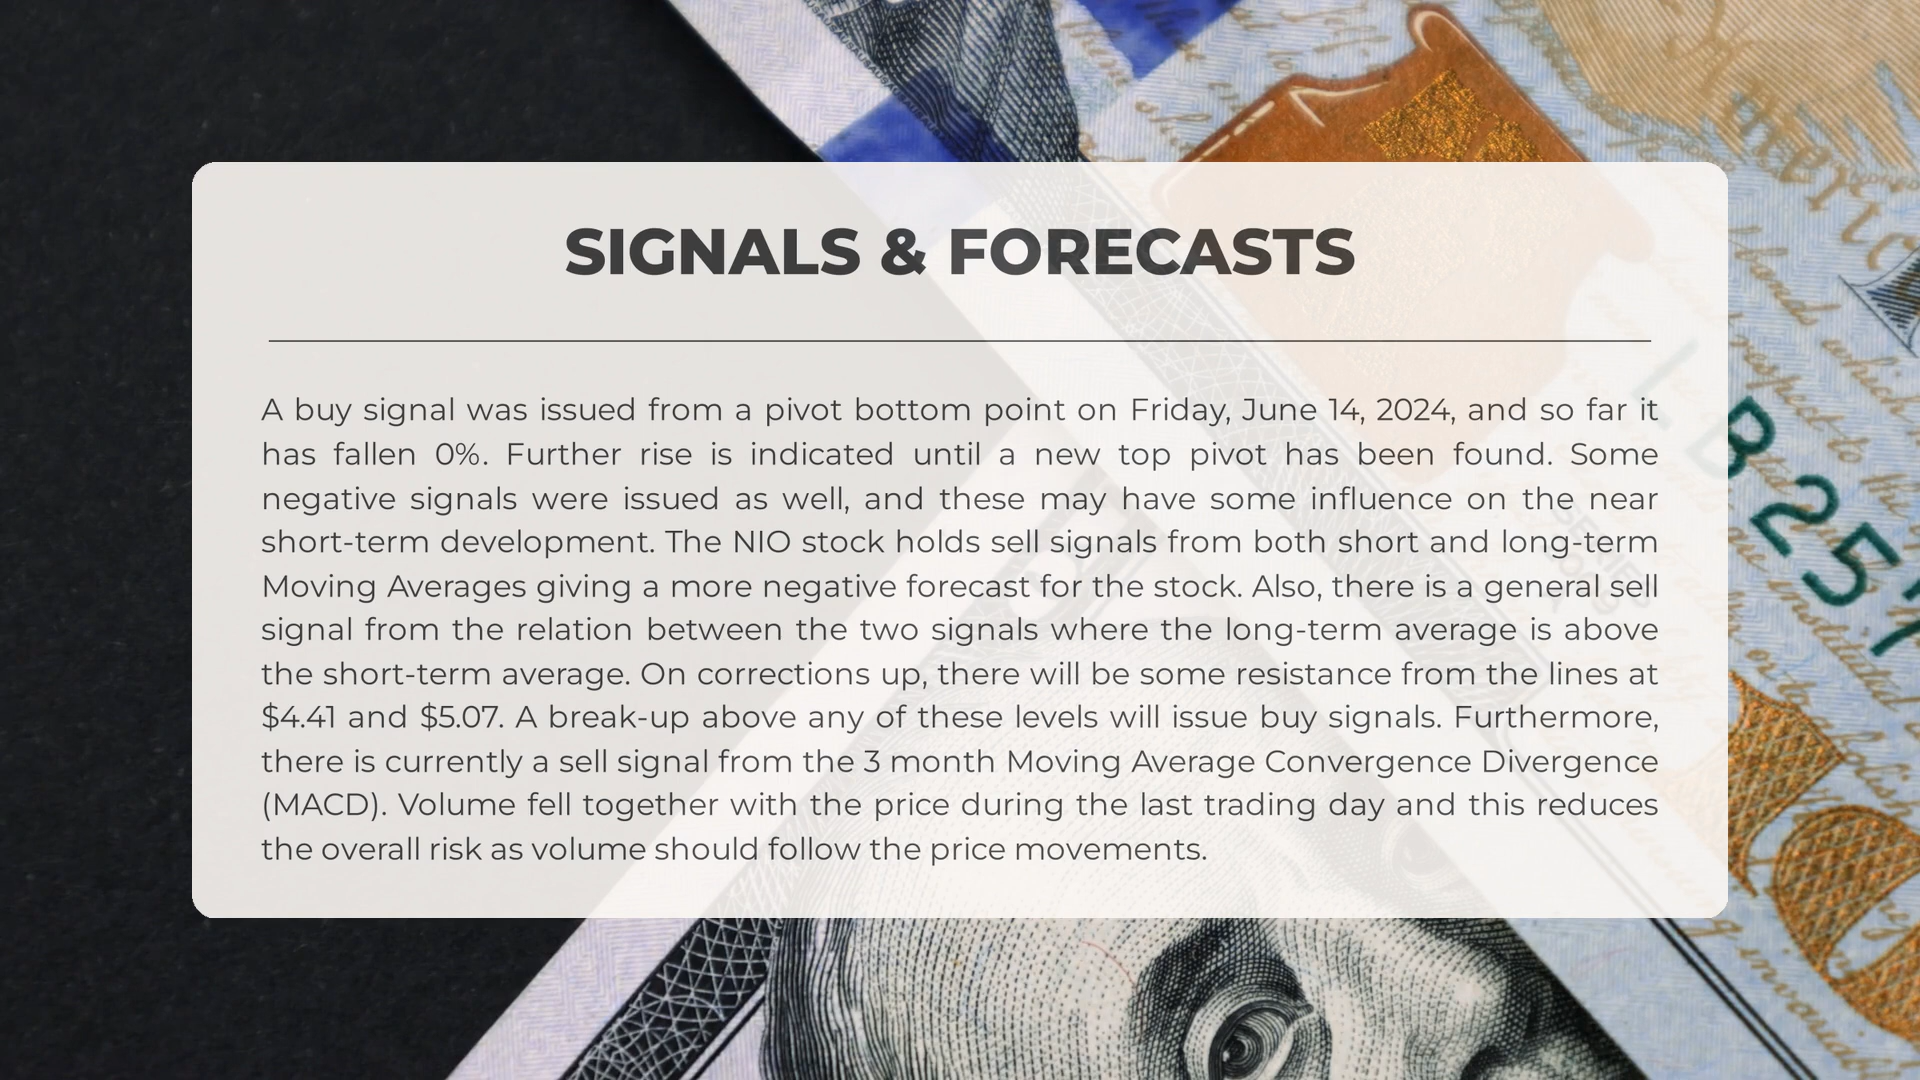 SIGNALS & FORECASTS
A buy signal was issued from a pivot bottom point on Friday, June 14, 2024, and so far it
has fallen 0%. Further rise is indicated until a new top pivot has been found. Some
negative signals were issued as well, and these may have some influence on the near
short-term development. The NIO stock holds sell signals from both short and long-term
Moving Averages giving a more negative forecast for the stock. Also, there is a general sell
signal from the relation between the two signals where the long-term average is above
the short-term average. On corrections up, there will be some resistance from the lines at
$4.41 and $5.07. A break-up above any of these levels will issue buy signals. Furthermore,
there is currently a sell signal from the 3 month Moving Average Convergence Divergence
(MACD). Volume fell together with the price during the last trading day and this reduces
the overall risk as volume should follow the price movements.